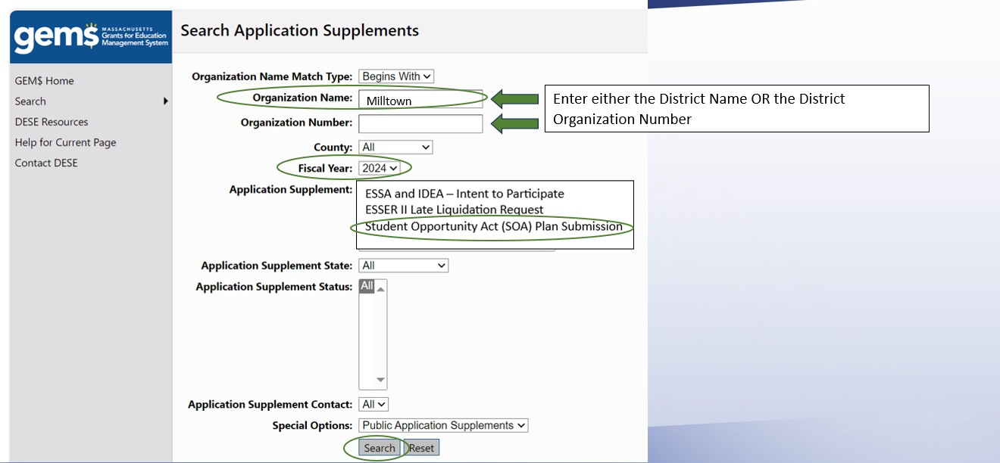 gem$ MASSACHUSETTS
Grants for Education
Management System
Search Application Supplements
GEM$ Home
Search
DESE Resources
Help for Current Page
Contact DESE
Organization Name Match Type: Begins With
Organization Name: Milltown
Organization Number:
Enter either the District Name OR the District
Organization Number
County: All
Fiscal Year: 2024
Application Supplement: ESSA and IDEA – Intent to Participate
ESSER II Late Liquidation Request
Student Opportunity Act (SOA) Plan Submission
Application Supplement State: All
Application Supplement Status: All
Application Supplement Contact: All
Special Options: Public Application Supplements
Search Reset